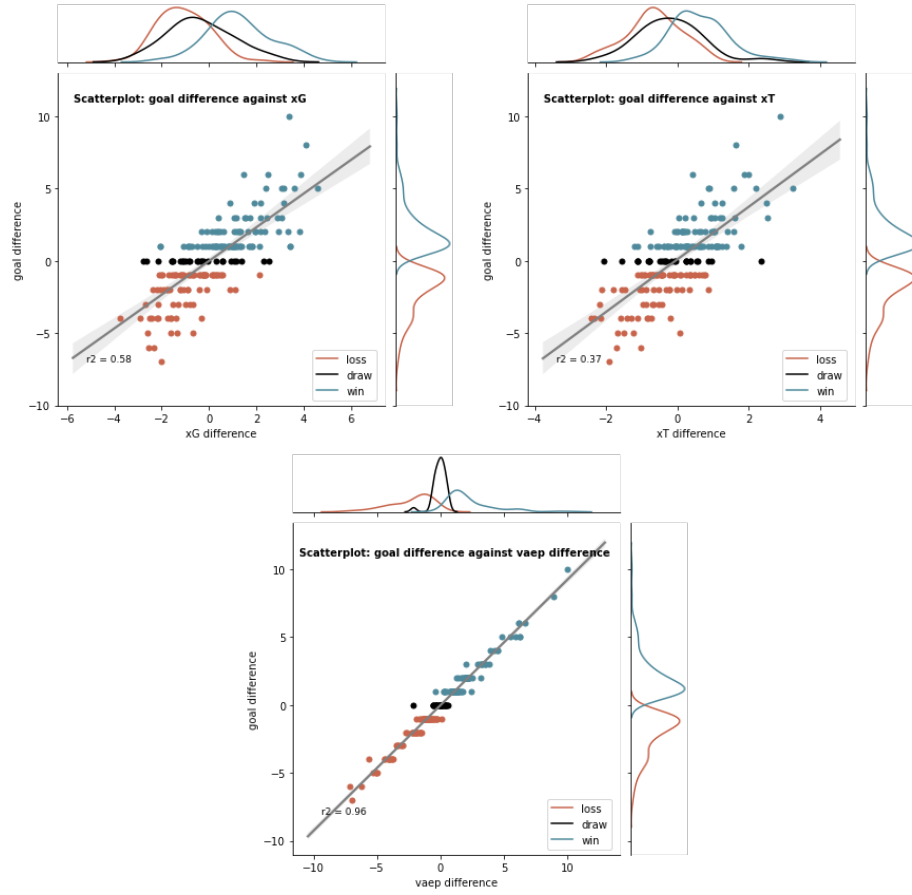 Scatterplot: goal difference against xG
10
5
0
−5
−10
goal difference
r2 = 0.58
loss
draw
win
−6 −4 −2 0 2 4 6
xG difference
Scatterplot: goal difference against xT
10
5
0
−5
−10
goal difference
r2 = 0.37
loss
draw
win
−4 −2 0 2 4
xT difference
Scatterplot: goal difference against vaep difference
10
5
0
−5
−10
goal difference
r2 = 0.96
loss
draw
win
−10 −5 0 5 10
vaep difference